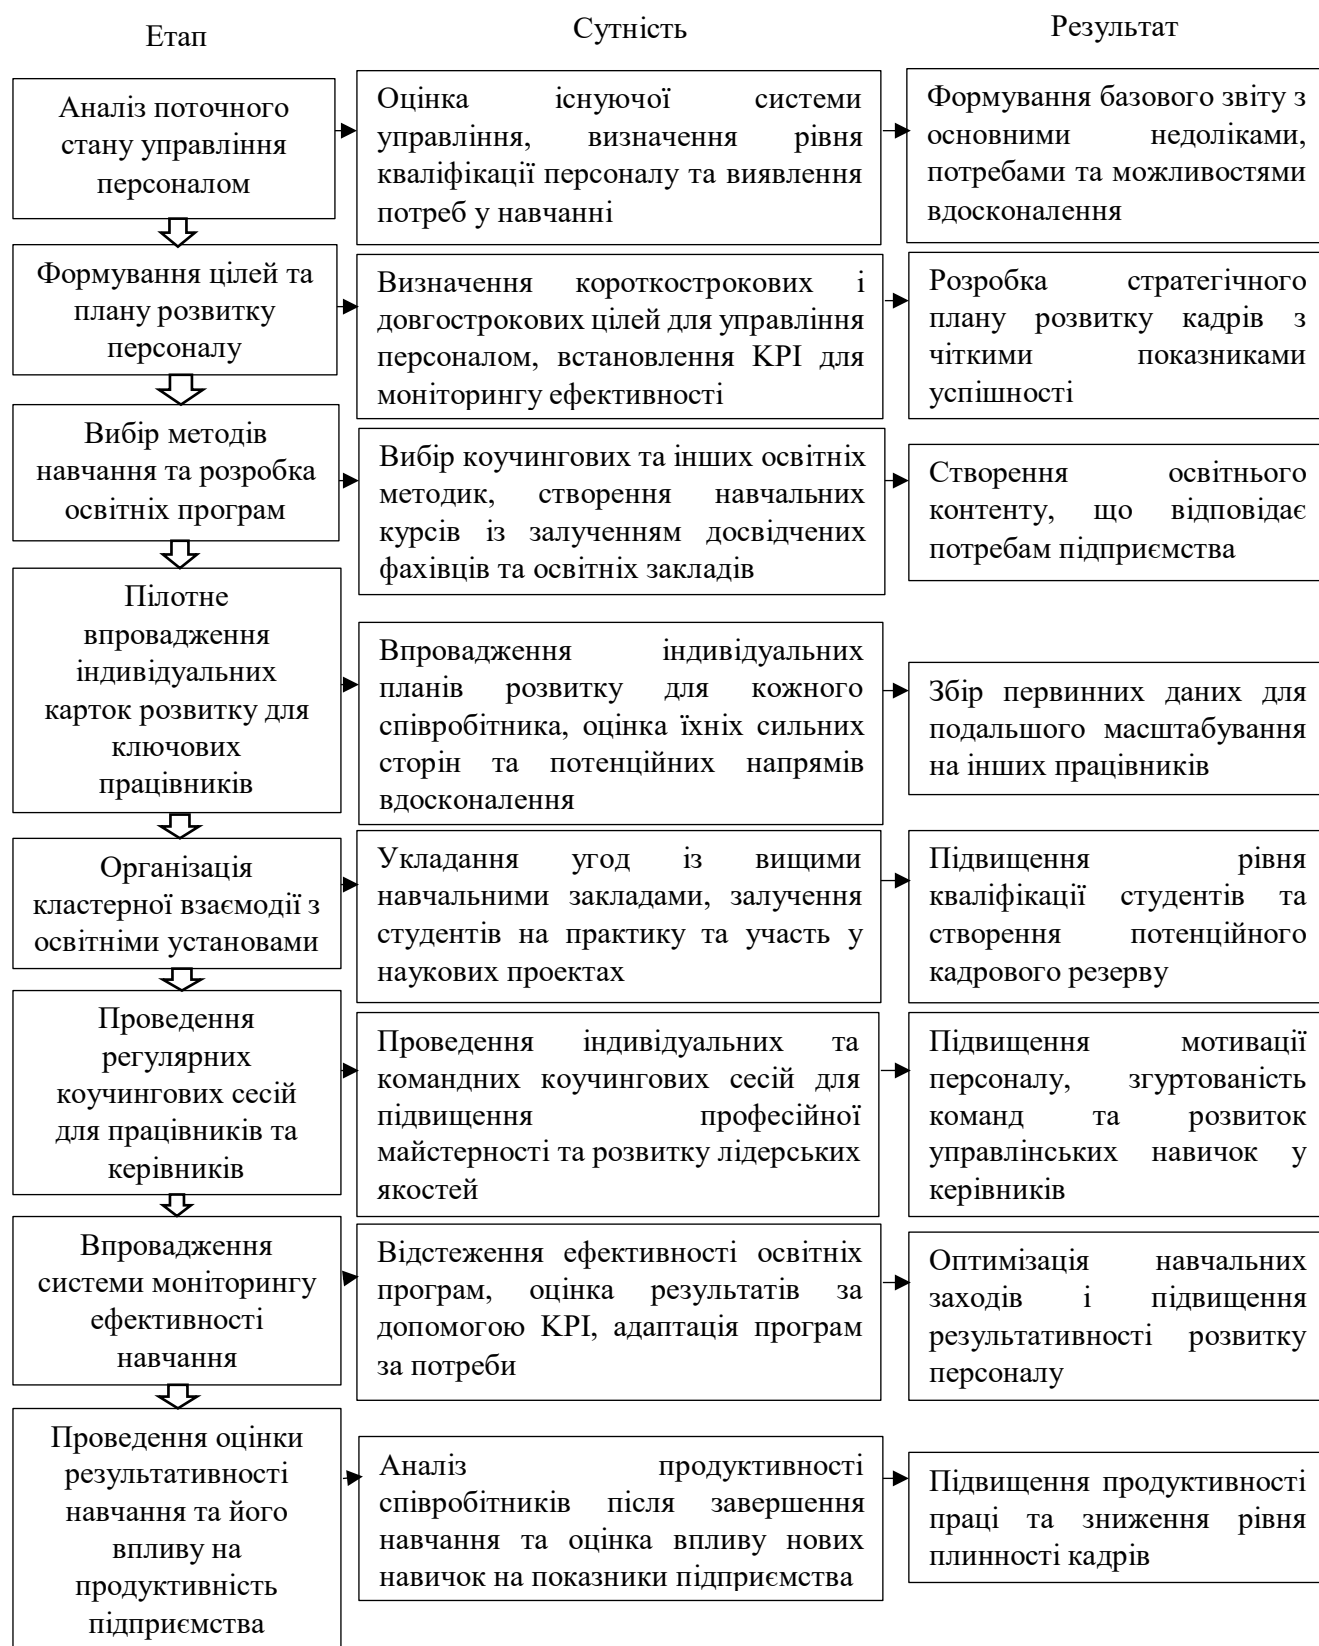 Етап
Сутність
Результат
Аналіз поточного
стану управління
персоналом
Оцінка існуючої системи
управління, визначення рівня
кваліфікації персоналу та виявлення
потреб у навчанні
Формування базового звіту з
основними недоліками,
потребами та можливостями
вдосконалення
Формування цілей та
плану розвитку
персоналу
Визначення короткострокових і
довгострокових цілей для управління
персоналом, встановлення KPI для
моніторингу ефективності
Розробка стратегічного
плану розвитку кадрів з
чіткими показниками
успішності
Вибір методів
навчання та розробка
освітніх програм
Вибір коучингових та інших освітніх
методик, створення навчальних
курсів із залученням досвідчених
фахівців та освітніх закладів
Створення освітнього
контенту, що відповідає
потребам підприємства
Пілотне
впровадження
індивідуальних
карток розвитку для
ключових
працівників
Впровадження індивідуальних
планів розвитку для кожного
співробітника, оцінка їхніх сильних
сторін та потенційних напрямів
вдосконалення
Збір первинних даних для
подальшого масштабування
на інших працівників
Організація
кластерної взаємодії з
освітніми установами
Укладання угод із вищими
навчальними закладами, залучення
студентів на практику та участь у
наукових проектах
Підвищення рівня
кваліфікації студентів та
створення потенційного
кадрового резерву
Проведення
регулярних
коучингових сесій
для працівників та
керівників
Проведення індивідуальних та
командних коучингових сесій для
підвищення професійної
майстерності та розвитку лідерських
якостей
Підвищення мотивації
персоналу, згуртованість
команд та розвиток
управлінських навичок у
керівників
Впровадження
системи моніторингу
ефективності
навчання
Відстеження ефективності освітніх
програм, оцінка результатів за
допомогою KPI, адаптація програм
за потреби
Оптимізація навчальних
заходів і підвищення
результативності розвитку
персоналу
Проведення оцінки
результативності
навчання та його
впливу на
продуктивність
підприємства
Аналіз продуктивності
співробітників після завершення
навчання та оцінка впливу нових
навичок на показники підприємства
Підвищення продуктивності
праці та зниження рівня
плинності кадрів